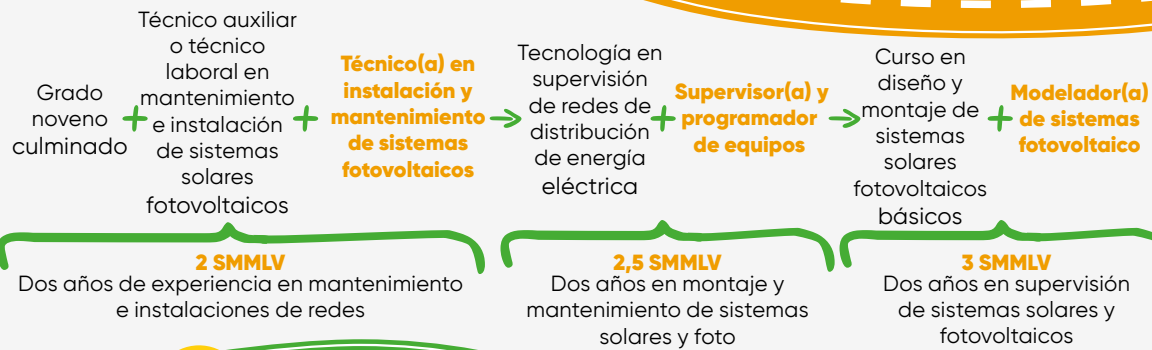 Grado
noveno
culminado
+
Técnico auxiliar
o técnico
laboral en
mantenimiento
e instalación
de sistemas
solares
fotovoltaicos
+
Técnico(a) en
instalación y
mantenimiento
de sistemas
fotovoltaicos
Tecnología en
supervisión
de redes de
distribución
de energía
eléctrica
+
Supervisor(a) y
programador
de equipos
Curso en
diseño y
montaje de
sistemas
solares
fotovoltaicos
básicos
+
Modelador(a)
de sistemas
fotovoltaico
2 SMMLV
Dos años de experiencia en mantenimiento
e instalaciones de redes
2,5 SMMLV
Dos años en montaje y
mantenimiento de sistemas
solares y foto
3 SMMLV
Dos años en supervisión
de sistemas solares y
fotovoltaicos